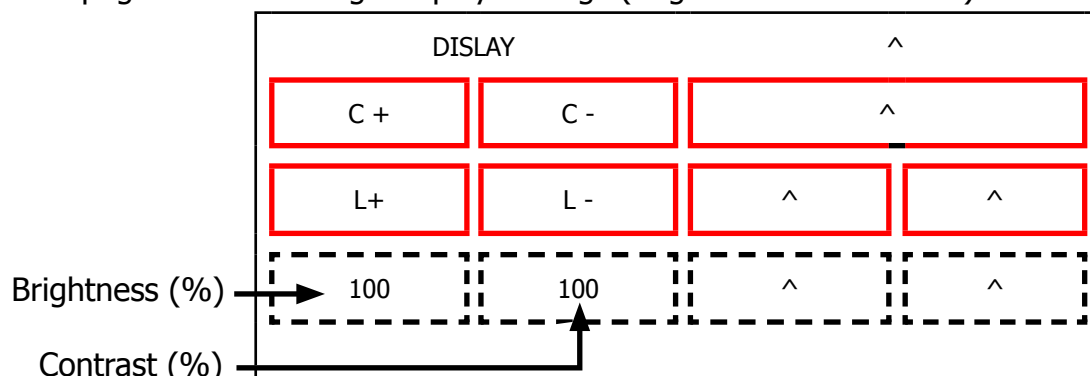 DISLAY ^
C + C - ^
L+ L - ^ ^
Brightness (%) 100 100 ^ ^
Contrast (%)